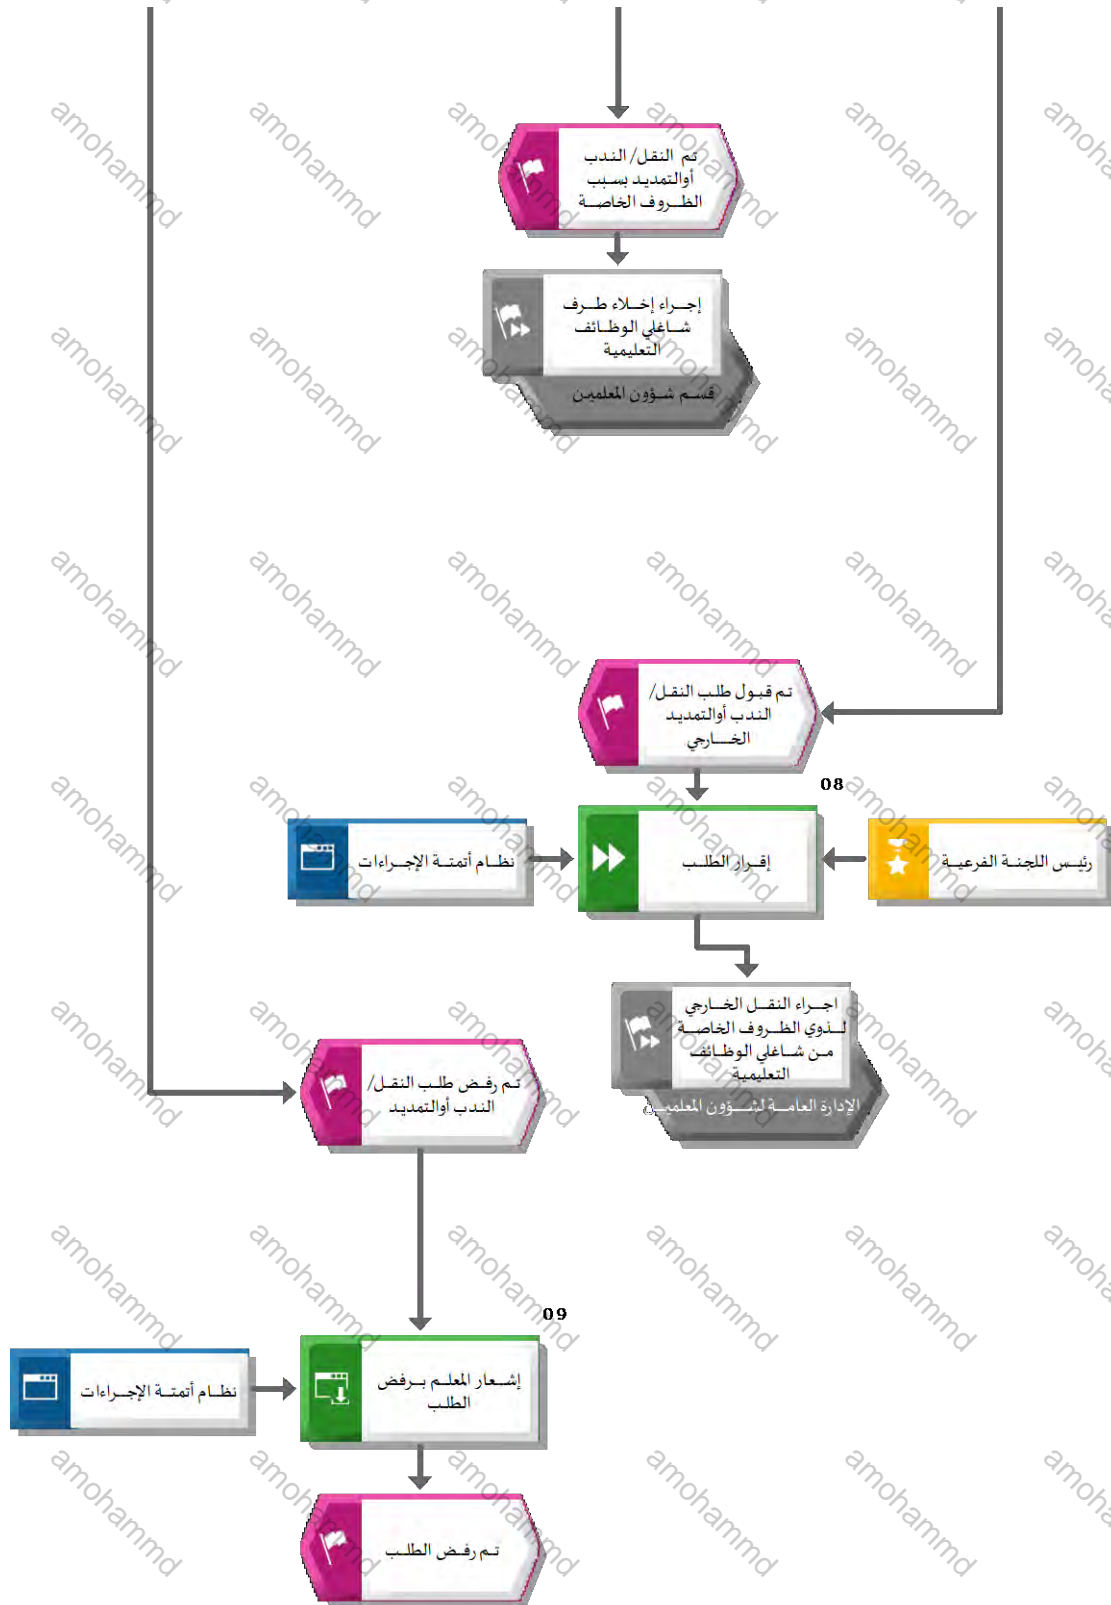 تم النقل/ الندب
أوالتمديد بسبب
الظروف الخاصة
إجراء إخلاء طرف
شاغلي الوظائف
التعليمية
قسم شؤون المعلمين
تم قبول طلب النقل/
الندب أوالتمديد
الخارجي
08
رئيس اللجنة الفرعية
إقرار الطلب
نظام أتمتة الإجراءات
اجراء النقل الخارجي
لذوي الظروف الخاصة
من شاغلي الوظائف
التعليمية
الإدارة العامة لشؤون المعلمين
تم رفض طلب النقل/
الندب أوالتمديد
09
إشعار المعلم برفض
الطلب
نظام أتمتة الإجراءات
تم رفض الطلب
amohammd